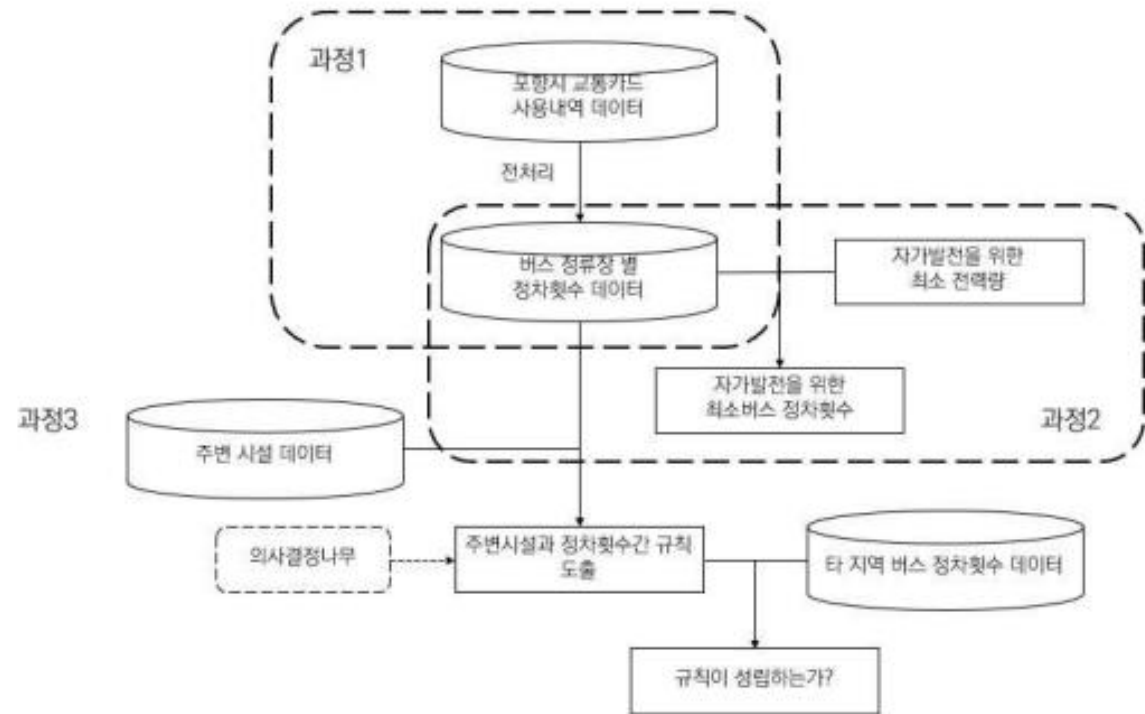 과정1
포항시 교통카드
사용내역 데이터
전처리
버스 정류장 별
정차횟수 데이터
자가발전을 위한
최소 전력량
자가발전을 위한
최소버스 정차횟수
과정2
과정3
주변 시설 데이터
의사결정나무
주변시설과 정차횟수간 규칙
도출
타 지역 버스 정차횟수 데이터
규칙이 성립하는가?